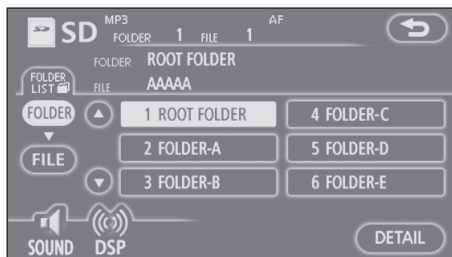 SD MP3 AF
FOLDER 1 FILE 1
FOLDER ROOT FOLDER
FOLDER LIST
FILE AAAAA
FOLDER
1 ROOT FOLDER 4 FOLDER-C
2 FOLDER-A 5 FOLDER-D
FILE
3 FOLDER-B 6 FOLDER-E
SOUND DSP DETAIL